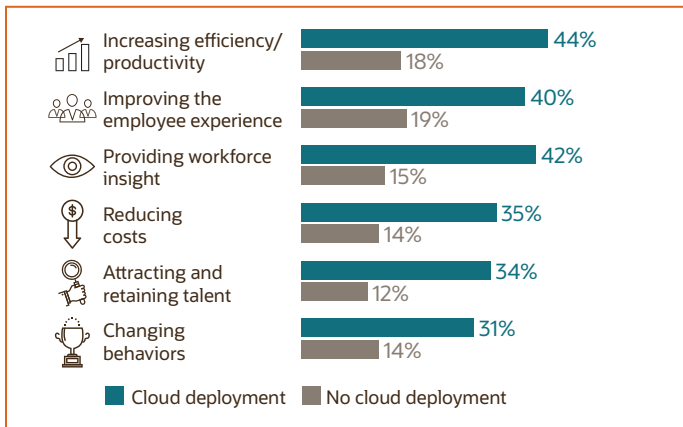 Increasing efficiency/
productivity
44%
18%
Improving the
employee experience
40%
19%
Providing workforce
insight
42%
15%
$
Reducing
costs
35%
14%
Attracting and
retaining talent
34%
12%
Changing
behaviors
31%
14%
Cloud deployment
No cloud deployment